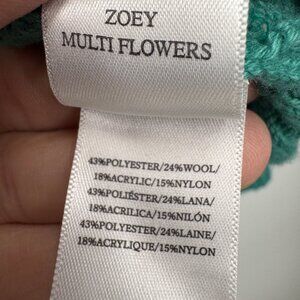 ZOEY
MULTI FLOWERS
43%POLYESTER/24%WOOL/
18%ACRYLIC/15%NYLON
43%POLIÉSTER/24%LANA/
18%ACRILICA/15%NILÓN
43%POLYESTER/24%LAINE/
18%ACRYLIQUE/15%NYLON